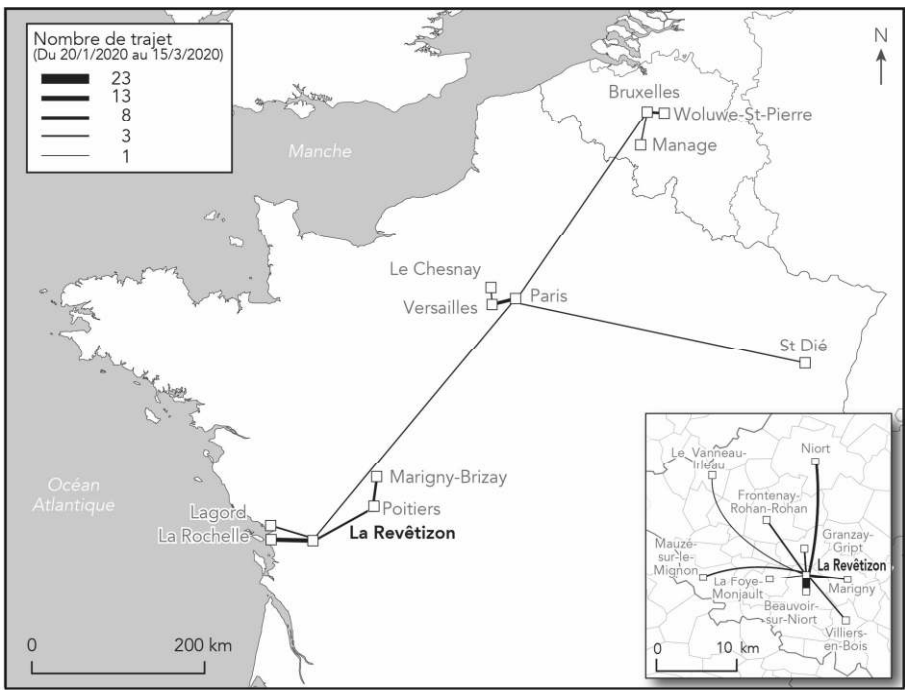 Nombre de trajet
(Du 20/1/2020 au 15/3/2020)
23
13
8
3
1
N
Manche
Bruxelles
Woluwe-St-Pierre
Manage
Le Chesnay
Versailles
Paris
St Dié
Océan
Atlantique
Marigny-Brizay
Poitiers
Lagord
La Rochelle
La Revêtizon
0
200 km
Le Vanneau-
Irleau
Niort
Frontenay-
Rohan-Rohan
Granzay-
Gript
Mauzé-
sur-le-
Mignon
La Revêtizon
La Foye-
Monjault
Marigny
Beauvoir-
sur-Niort
Villiers-
en-Bois
0
10 km